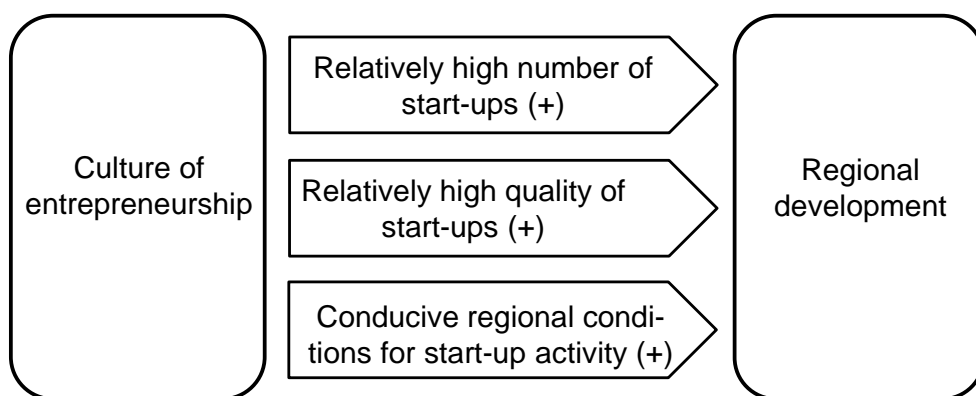 Culture of
entrepreneurship
Relatively high number of
start-ups (+)
Relatively high quality of
start-ups (+)
Conducive regional condi-
tions for start-up activity (+)
Regional
development